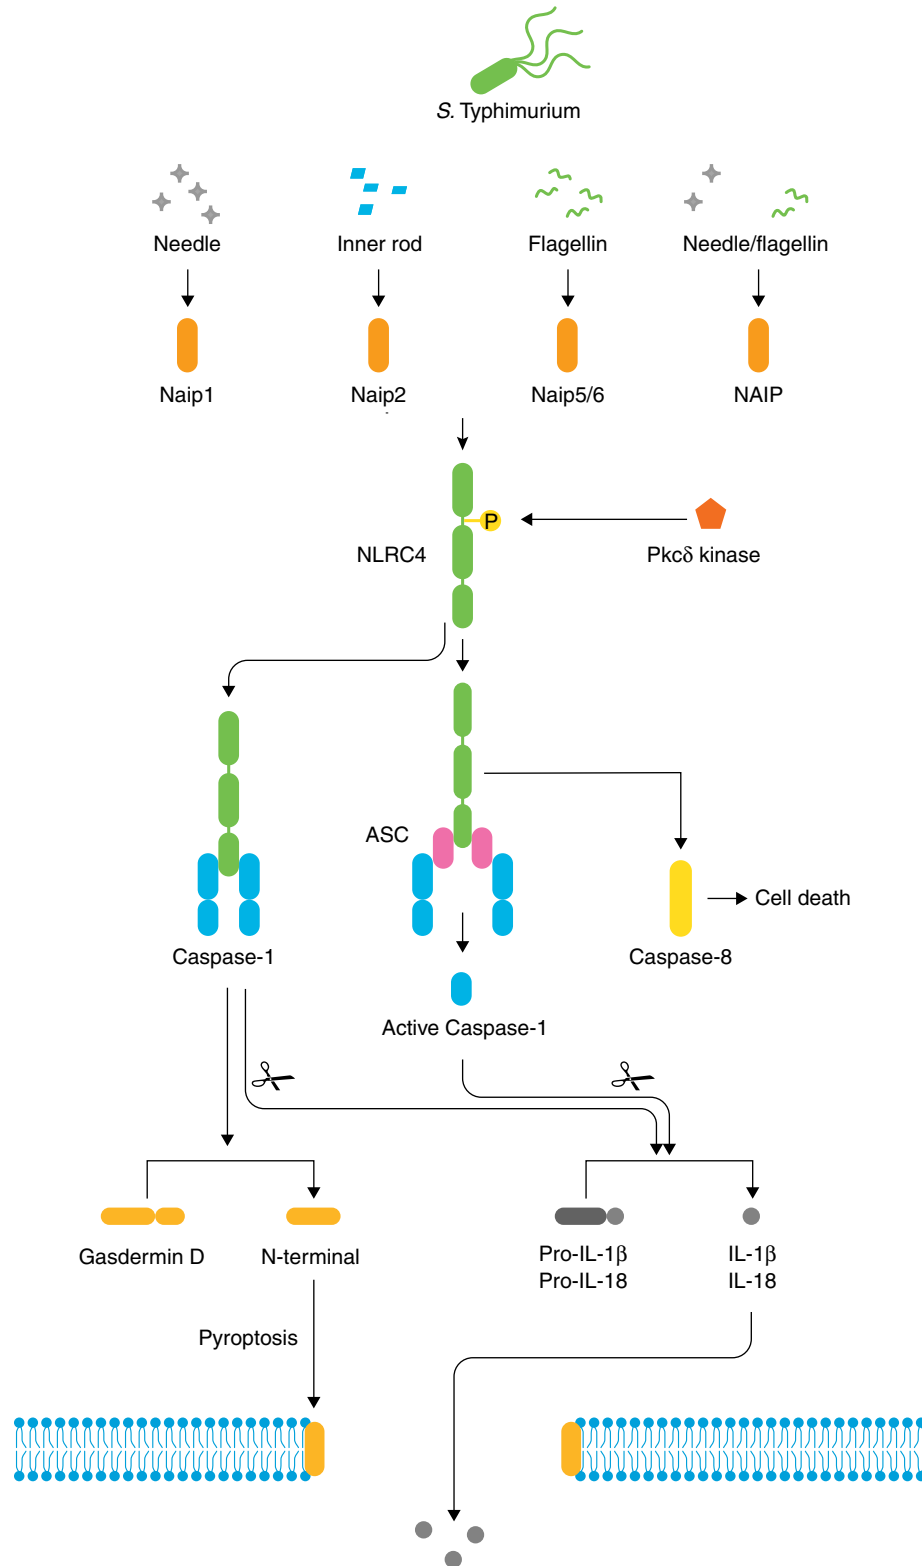 S. Typhimurium
Needle
Inner rod
Flagellin
Needle/flagellin
Naip1
Naip2
Naip5/6
NAIP
P
NLRC4
Pkcδ kinase
ASC
Cell death
Caspase-1
Caspase-8
Active Caspase-1
Gasdermin D
N-terminal
Pro-IL-1β
Pro-IL-18
IL-1β
IL-18
Pyroptosis